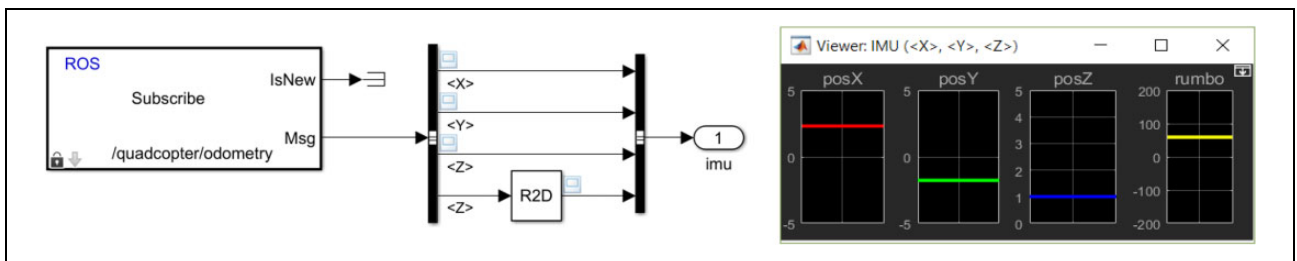 ROS
IsNew
Subscribe
Msg
/quadcopter/odometry
<X>
<Y>
<Z>
<Z>
R2D
1
imu
Viewer: IMU (<X>, <Y>, <Z>)
posX
posY
posZ
rumbo
5
0
-5
5
0
-5
5
4
3
2
1
0
200
100
0
-100
-200